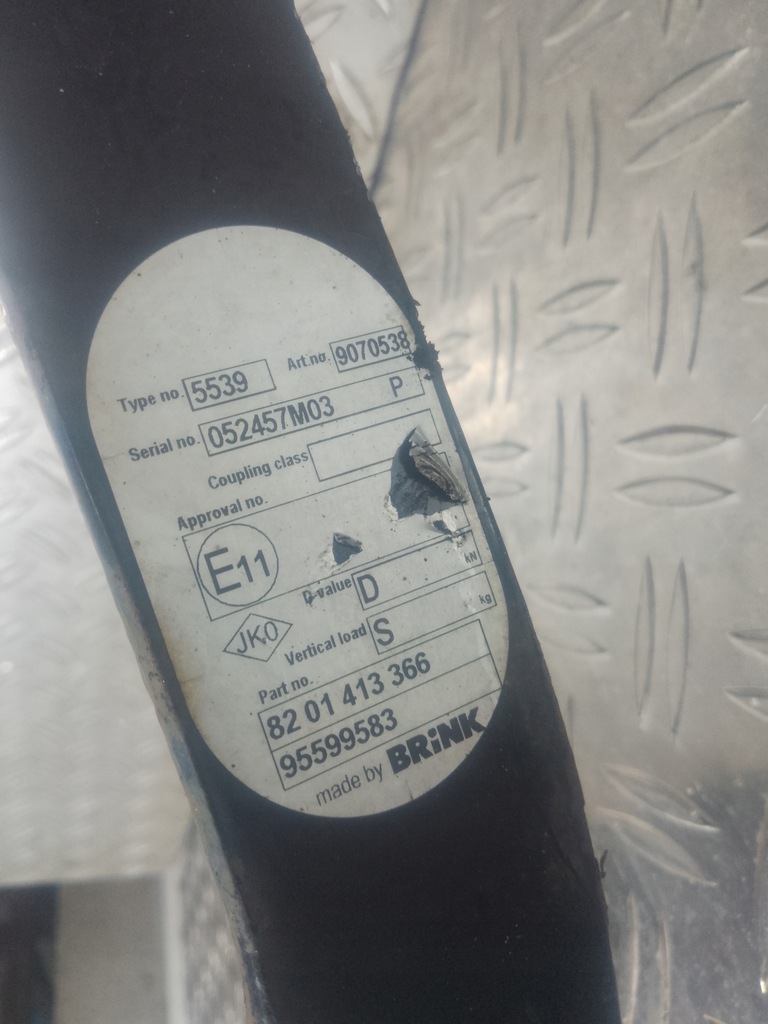 Type no. 5539 Art.no. 9070538
Serial no. 052457M03 P
Coupling class
Approval no.
E11
D-value D kN
JKO Vertical load S kg
Part no.
82 01 413 366
95599583
made by BRiNK